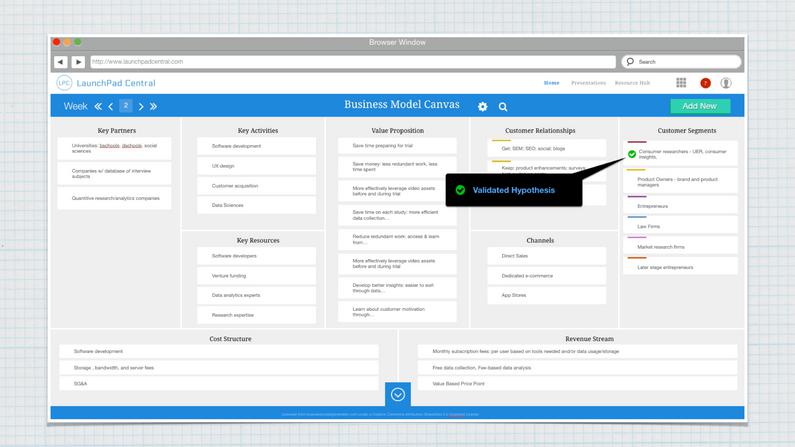 Browser Window
http://www.launchpadcentral.com
Search
LPC LaunchPad Central
Home Presentations Resource Hub
?
Week 2
Business Model Canvas
Add New
Key Partners
Universities: bschools, dschools, social
sciences
Companies w/ database of interview
subjects
Quantitive research/analytics companies
Key Activities
Software development
UX design
Customer acquisition
Data Sciences
Key Resources
Software developers
Venture funding
Data analytics experts
Research expertise
Value Proposition
Save time preparing for trial
Save money: less redundant work, less
time spent
More effectively leverage video assets
before and during trial
Save time on each study: more efficient
data collection…
Reduce redundant work: access & learn
from…
More effectively leverage video assets
before and during trial
Develop better insights: easier to sort
through data…
Learn about customer motivation
through…
Customer Relationships
Get: SEM; SEO; social; blogs
Keep: product enhancements; surveys
Validated Hypothesis
Channels
Direct Sales
Dedicated e-commerce
App Stores
Customer Segments
Consumer researchers - UER, consumer
insights,
Product Owners - brand and product
managers
Entrepreneurs
Law Firms
Market research firms
Later stage entrepreneurs
Cost Structure
Software development
Storage , bandwidth, and server fees
SG&A
Revenue Stream
Monthly subscription fees: per user based on tools needed and/or data usage/storage
Free data collection, Fee-based data analysis
Value Based Price Point